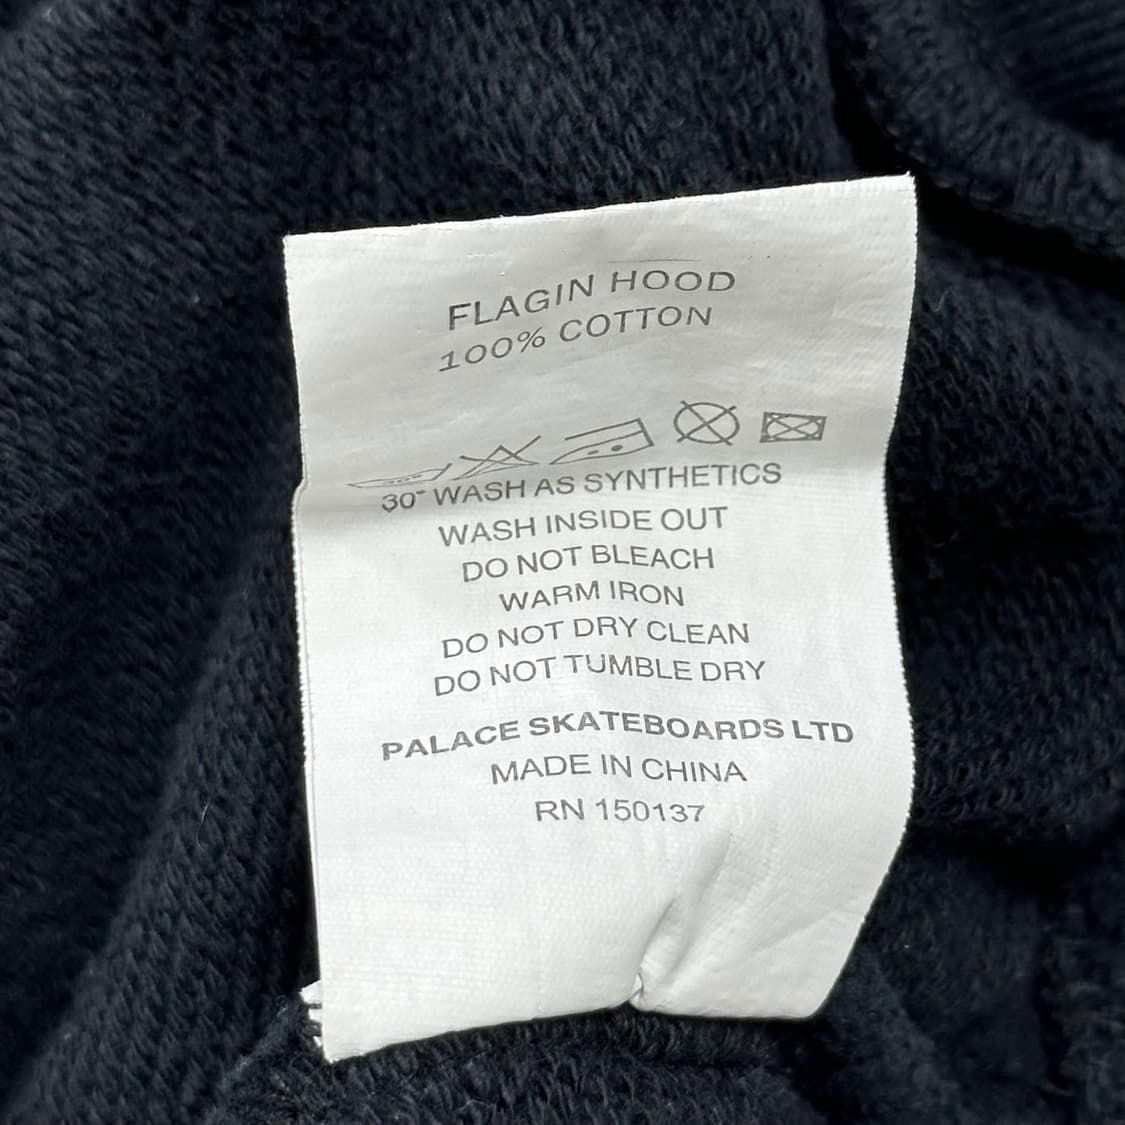 FLAGIN HOOD
100% COTTON
30° WASH AS SYNTHETICS
WASH INSIDE OUT
DO NOT BLEACH
WARM IRON
DO NOT DRY CLEAN
DO NOT TUMBLE DRY
PALACE SKATEBOARDS LTD
MADE IN CHINA
RN 150137